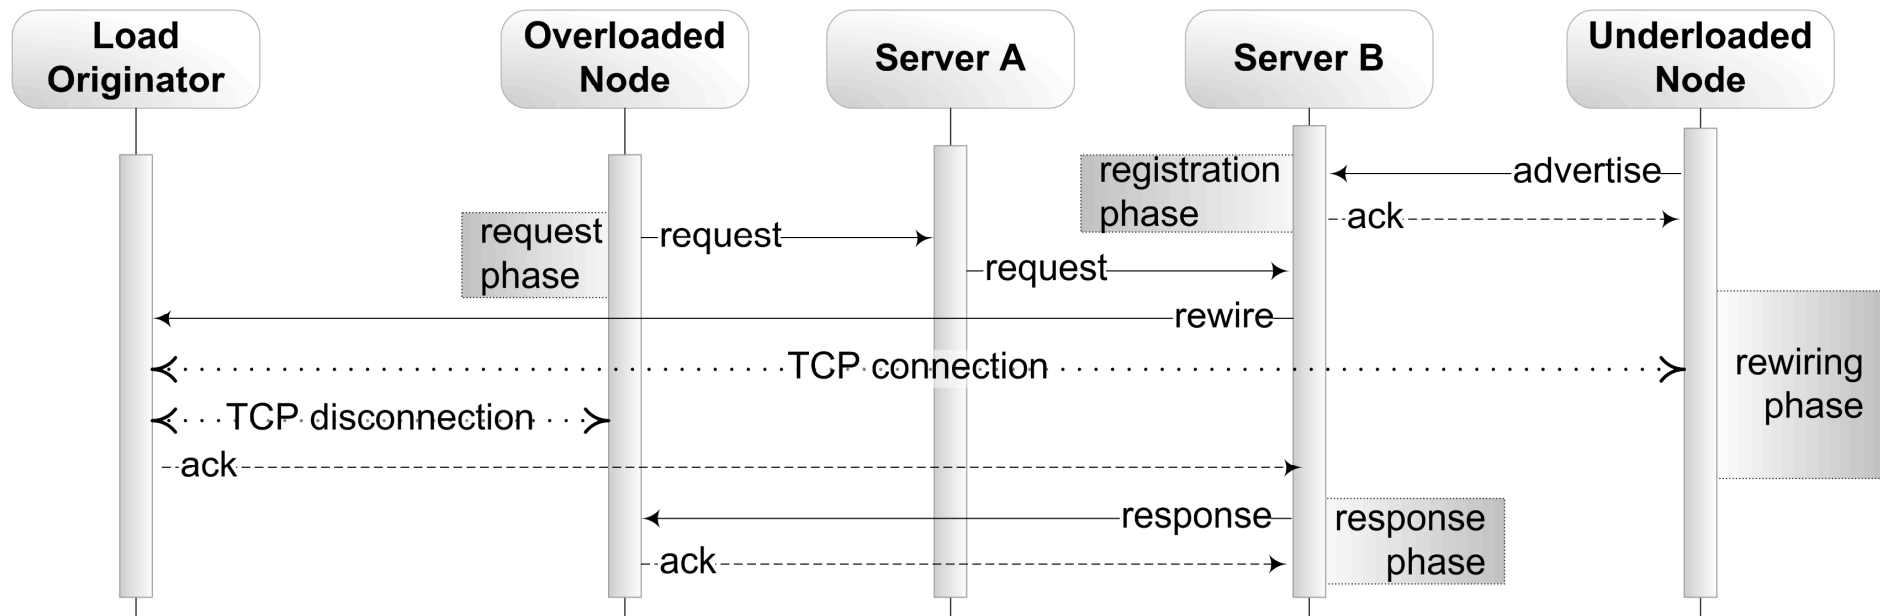 Load
Originator
Overloaded
Node
Server A
Server B
Underloaded
Node
registration
phase
advertise
ack
request
phase
request
request
rewire
TCP connection
rewiring
phase
TCP disconnection
ack
response
response
phase
ack